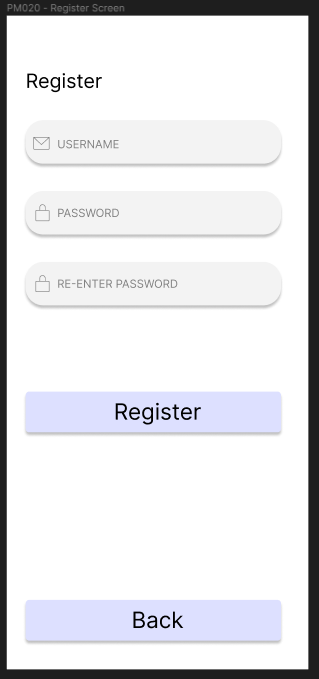 PM020 - Register Screen
Register
USERNAME
PASSWORD
RE-ENTER PASSWORD
Register
Back